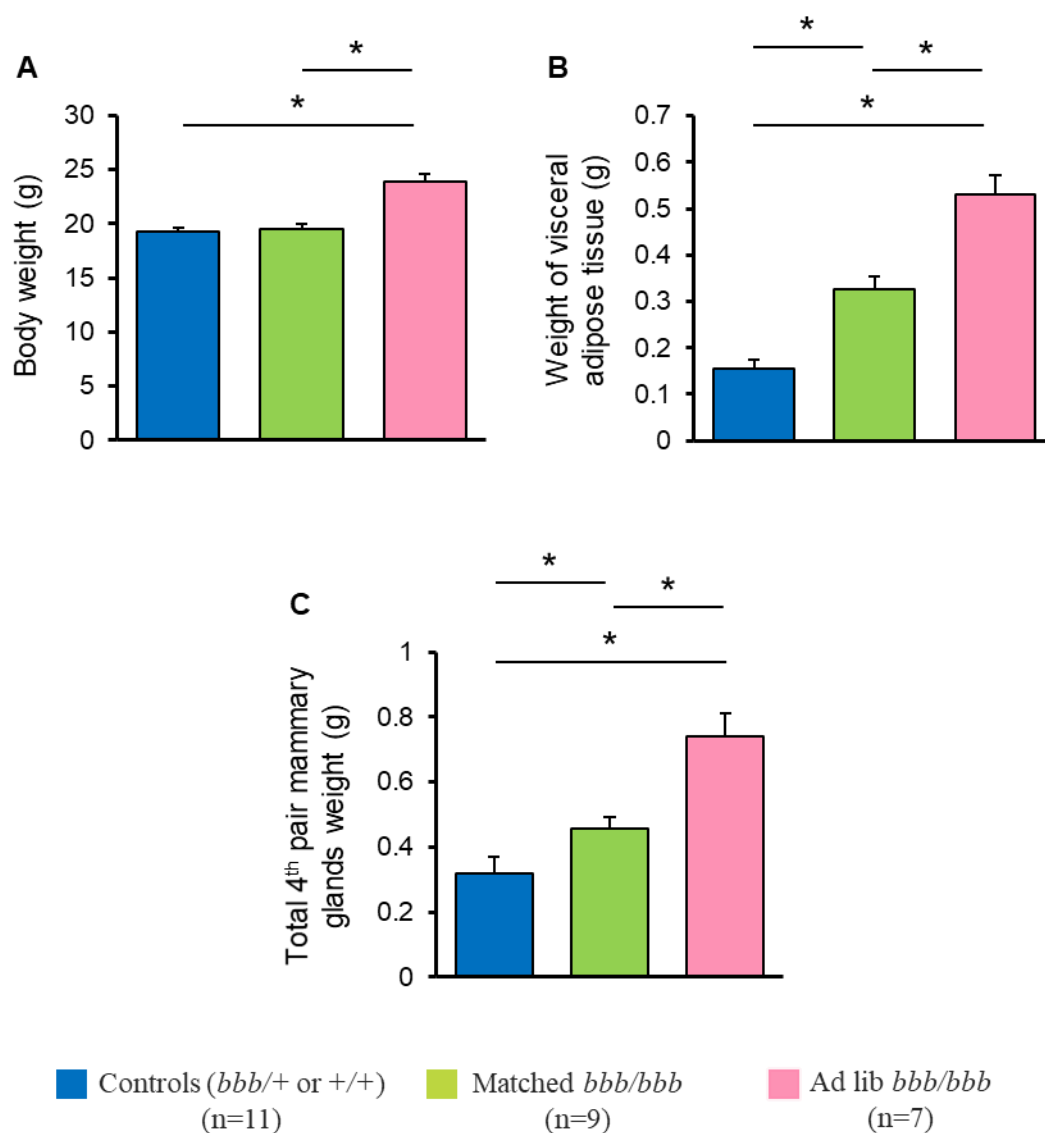 A
*
*
Body weight (g)
30
25
20
15
10
5
0
B
*
*
*
Weight of visceral
adipose tissue (g)
0.7
0.6
0.5
0.4
0.3
0.2
0.1
0
C
*
*
*
Total 4th pair mammary
glands weight (g)
1
0.8
0.6
0.4
0.2
0
Controls (bbb/+ or +/+)
(n=11)
Matched bbb/bbb
(n=9)
Ad lib bbb/bbb
(n=7)